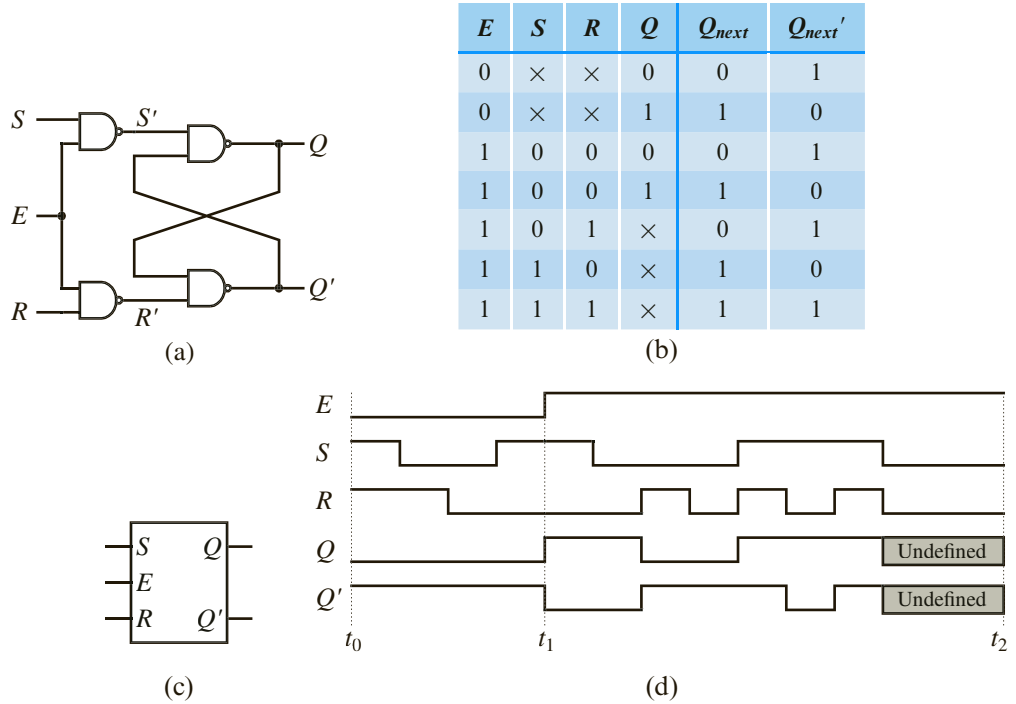 S
S'
Q
E
R
R'
Q'
(a)
E S R Q Qnext Qnext'
0 × × 0 0 1
0 × × 1 1 0
1 0 0 0 0 1
1 0 0 1 1 0
1 0 1 × 0 1
1 1 0 × 1 0
1 1 1 × 1 1
(b)
S Q
E
R Q'
(c)
E
S
R
Q Undefined
Q' Undefined
t0 t1 t2
(d)